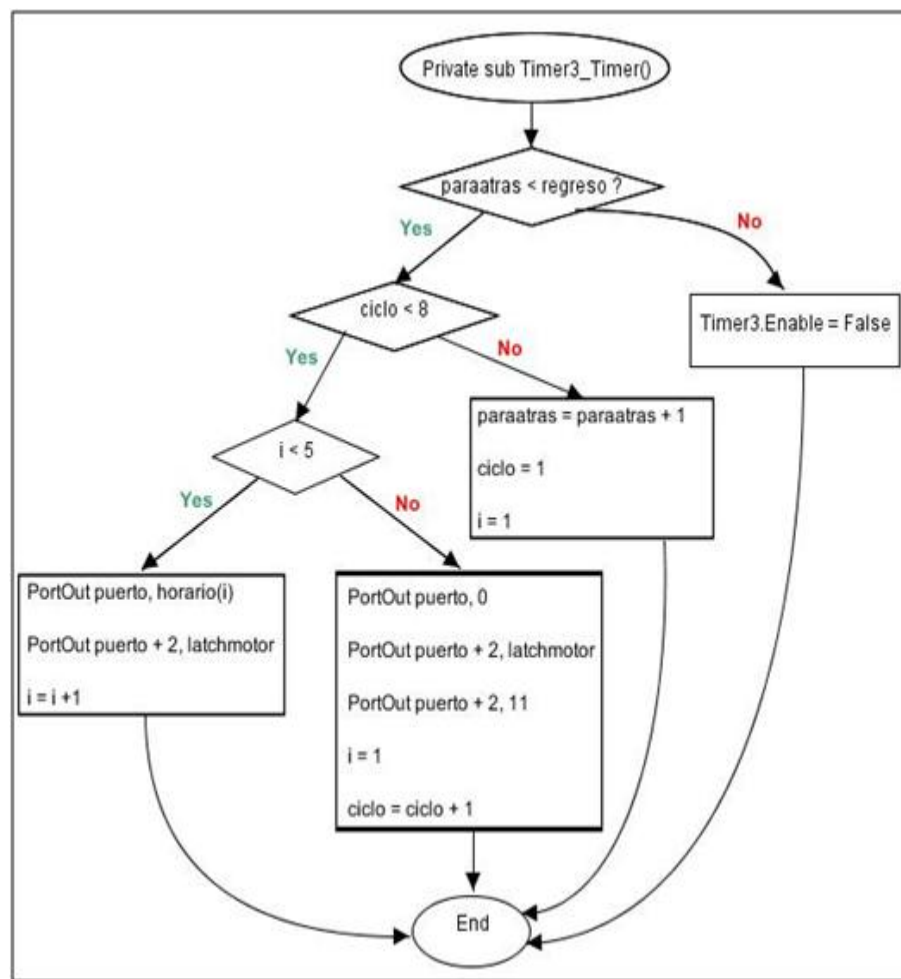 Private sub Timer3_Timer()
paraatras < regreso ?
Yes
No
ciclo < 8
Timer3.Enable = False
Yes
No
paraatras = paraatras + 1
ciclo = 1
i = 1
i < 5
Yes
No
PortOut puerto, horario(i)
PortOut puerto + 2, latchmotor
i = i +1
PortOut puerto, 0
PortOut puerto + 2, latchmotor
PortOut puerto + 2, 11
i = 1
ciclo = ciclo + 1
End